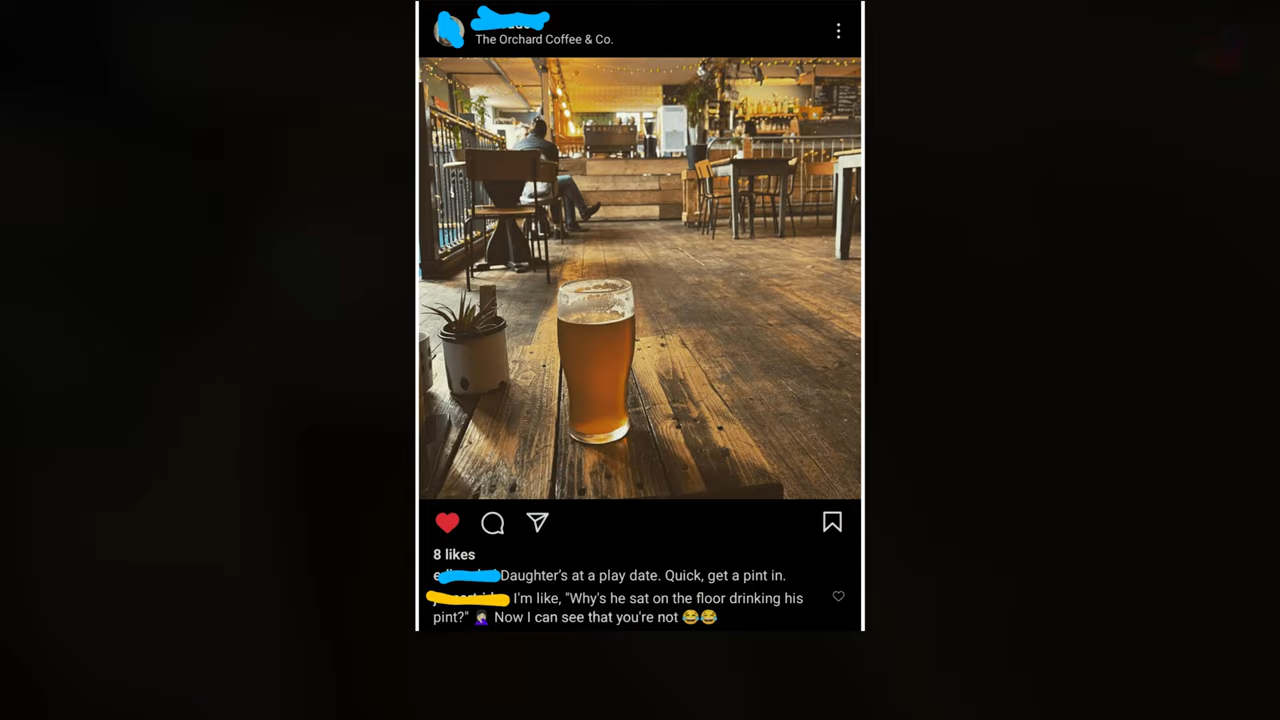 The Orchard Coffee & Co.
8 likes
Daughter's at a play date. Quick, get a pint in.
I'm like, "Why's he sat on the floor drinking his
pint?" 🤦🏻‍♀️ Now I can see that you're not 😂😂